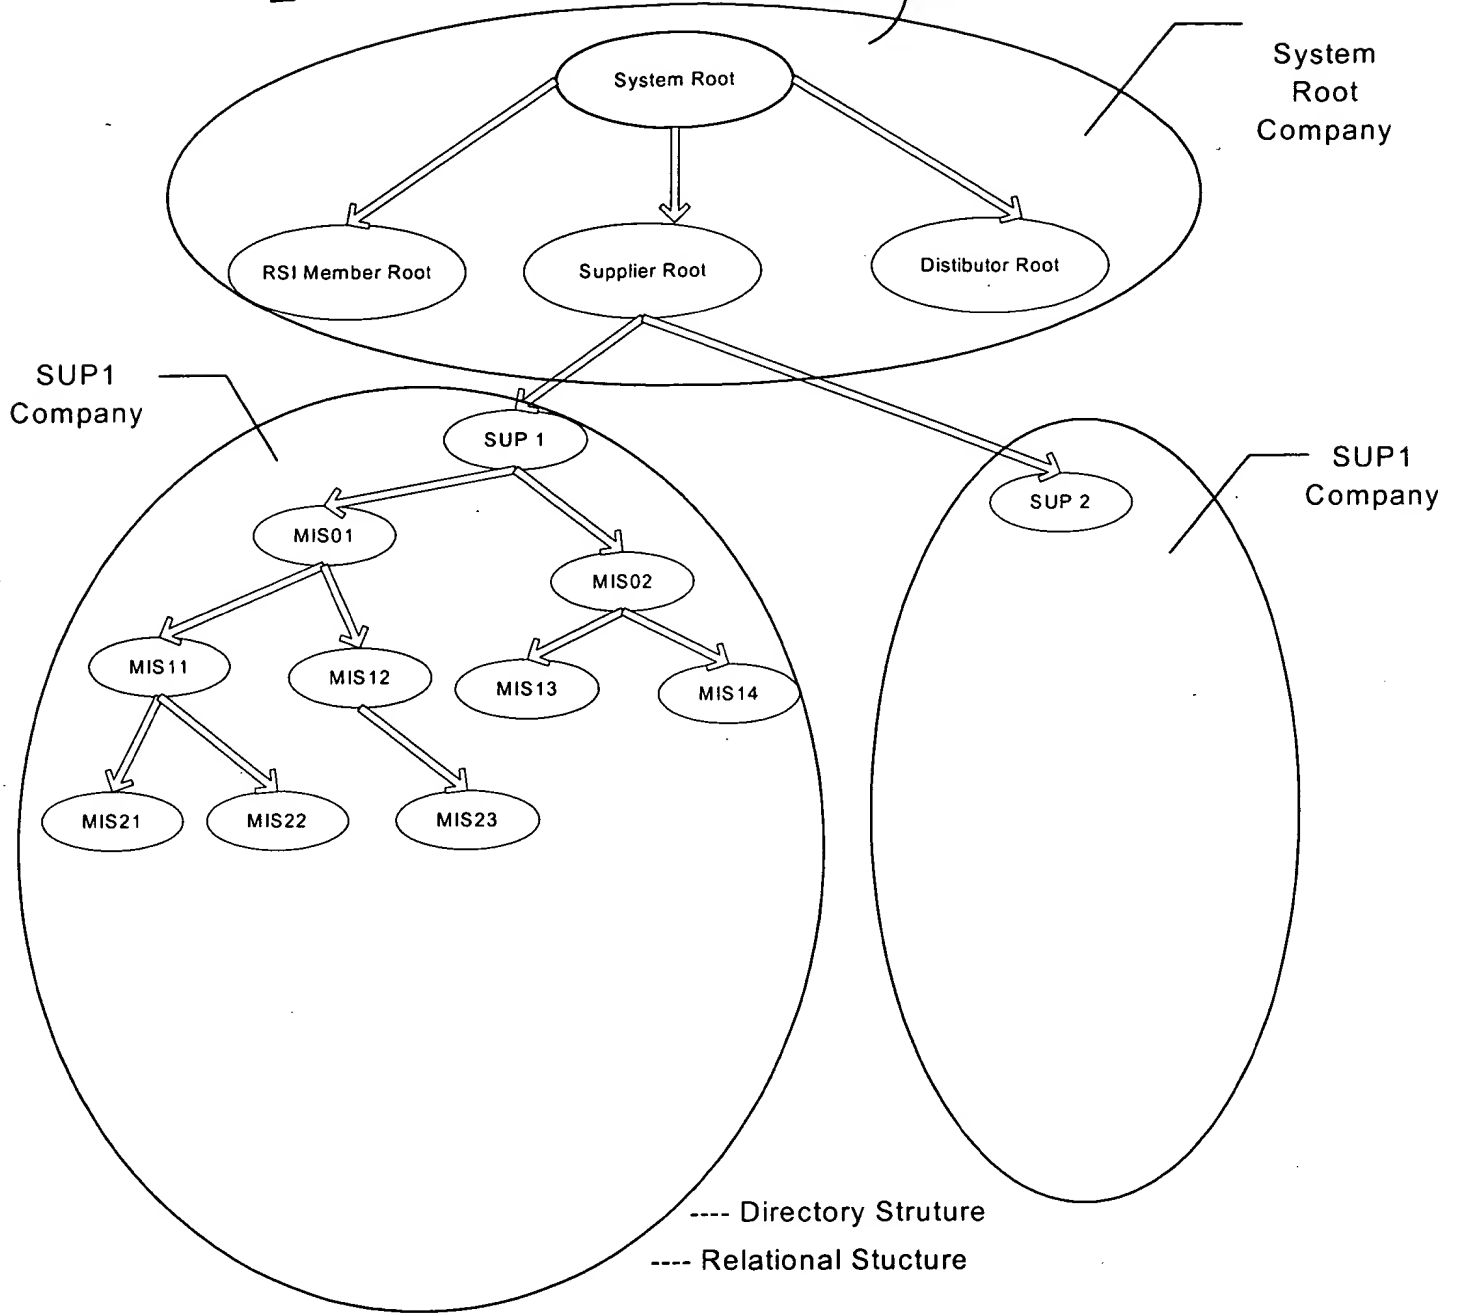 System Root
System
Root
Company
RSI Member Root
Supplier Root
Distibutor Root
SUP1
Company
SUP 1
SUP1
Company
SUP 2
MIS01
MIS02
MIS11
MIS12
MIS13
MIS14
MIS21
MIS22
MIS23
---- Directory Struture
---- Relational Stucture